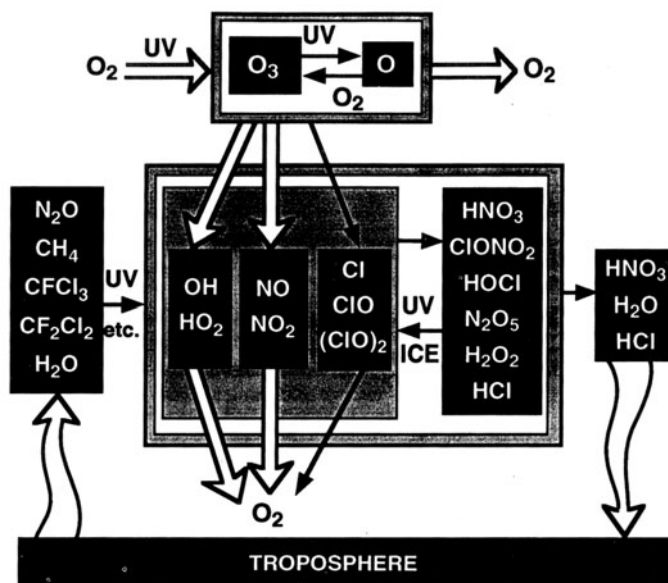 O₂
UV
O₃
UV
O₂
O
O₂
N₂O
CH₄
CFCl₃
CF₂Cl₂
H₂O
UV
etc.
OH
HO₂
NO
NO₂
Cl
ClO
(ClO)₂
UV
ICE
HNO₃
ClONO₂
HOCl
N₂O₅
H₂O₂
HCl
HNO₃
H₂O
HCl
O₂
TROPOSPHERE